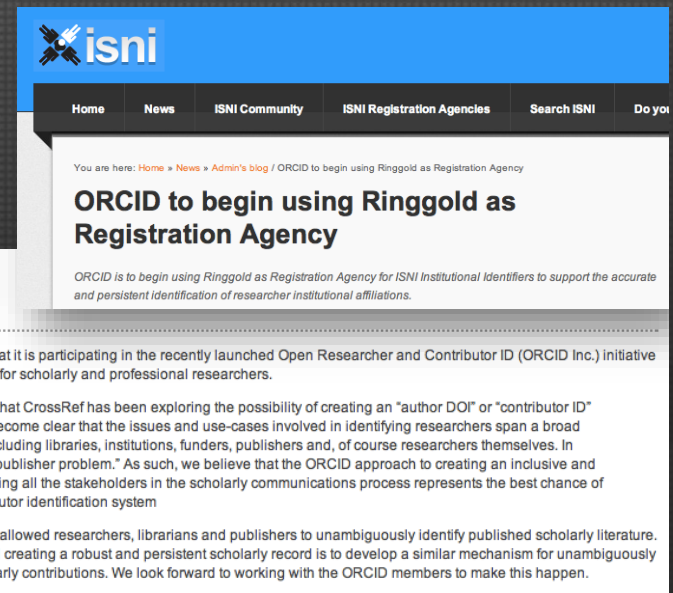 isni
Home News ISNI Community ISNI Registration Agencies Search ISNI Do you
You are here: Home » News » Admin's blog / ORCID to begin using Ringgold as Registration Agency
ORCID to begin using Ringgold as
Registration Agency
ORCID is to begin using Ringgold as Registration Agency for ISNI Institutional Identifiers to support the accurate
and persistent identification of researcher institutional affiliations.
at it is participating in the recently launched Open Researcher and Contributor ID (ORCID Inc.) initiative
for scholarly and professional researchers.
hat CrossRef has been exploring the possibility of creating an “author DOI” or “contributor ID”
ecome clear that the issues and use-cases involved in identifying researchers span a broad
cluding libraries, institutions, funders, publishers and, of course researchers themselves. In
publisher problem.” As such, we believe that the ORCID approach to creating an inclusive and
ing all the stakeholders in the scholarly communications process represents the best chance of
utor identification system
allowed researchers, librarians and publishers to unambiguously identify published scholarly literature.
creating a robust and persistent scholarly record is to develop a similar mechanism for unambiguously
arly contributions. We look forward to working with the ORCID members to make this happen.